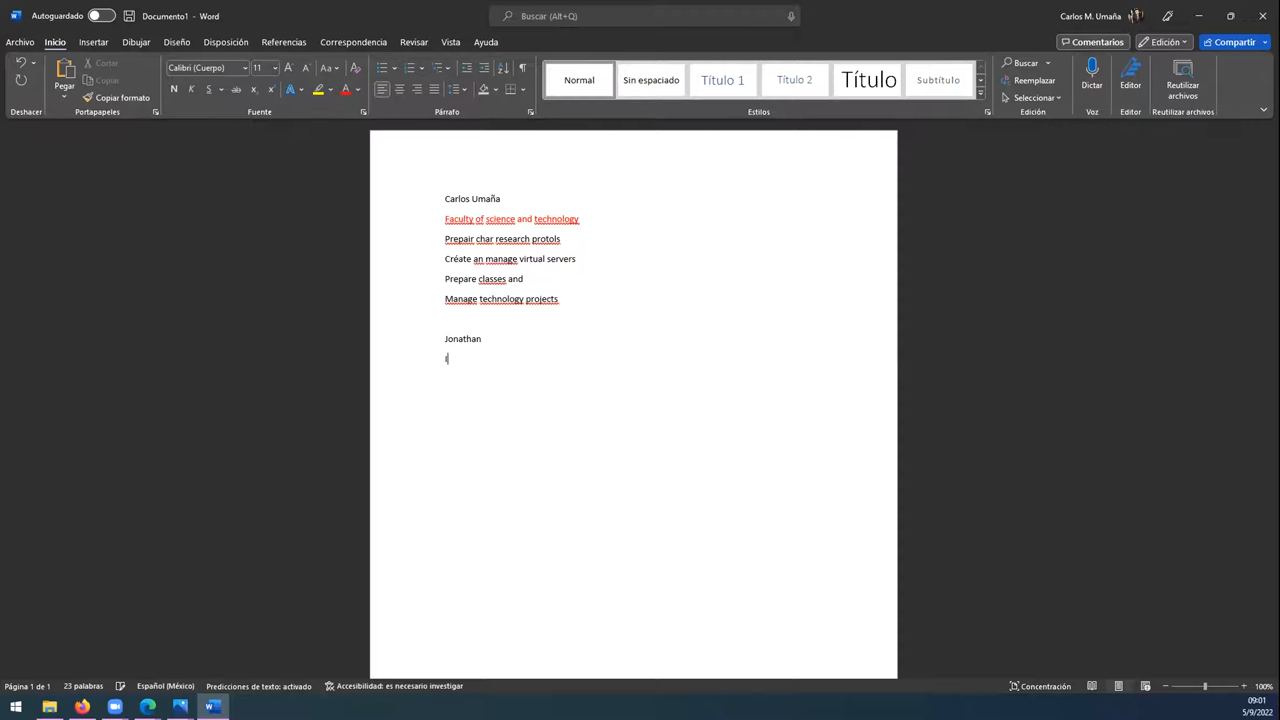 Autoguardado
Documento1 - Word
Buscar (Alt+Q)
Carlos M. Umaña
Archivo Inicio Insertar Dibujar Diseño Disposición Referencias Correspondencia Revisar Vista Ayuda
Comentarios
Edición
Compartir
Pegar
Cortar
Copiar
Copiar formato
Calibri (Cuerpo) 11
N K S
Normal
Sin espaciado
Título 1
Título 2
Título
Subtítulo
Buscar
Reemplazar
Seleccionar
Dictar
Editor
Reutilizar
archivos
Deshacer Portapapeles Fuente Párrafo Estilos Edición Voz Editor Reutilizar archivos
Carlos Umaña
Faculty of science and technology
Prepair char research protols
Créate an manage virtual servers
Prepare classes and
Manage technology projects
Jonathan
Página 1 de 1 23 palabras Español (México) Predicciones de texto: activado Accesibilidad: es necesario investigar
Concentración
100%
09:01
5/9/2022